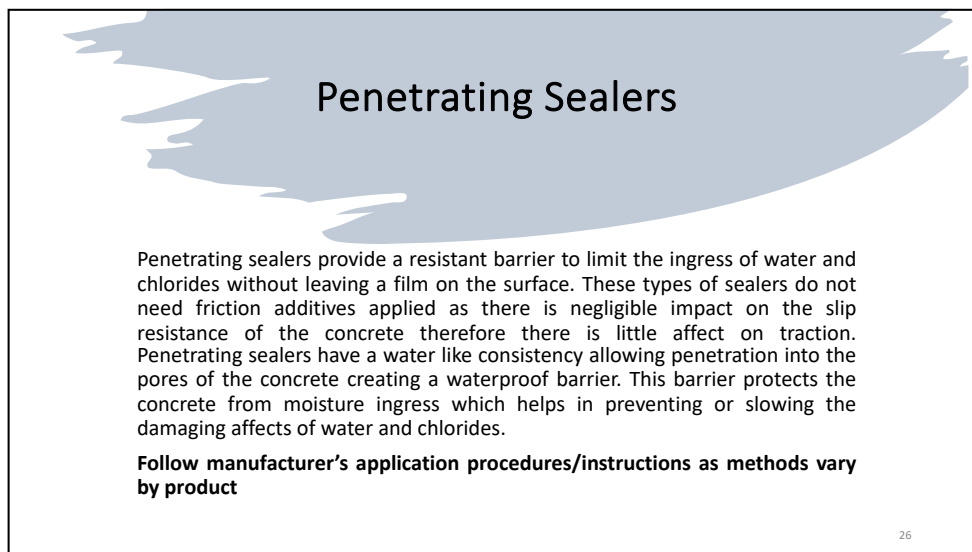 Penetrating Sealers
Penetrating sealers provide a resistant barrier to limit the ingress of water and
chlorides without leaving a film on the surface. These types of sealers do not
need friction additives applied as there is negligible impact on the slip
resistance of the concrete therefore there is little affect on traction.
Penetrating sealers have a water like consistency allowing penetration into the
pores of the concrete creating a waterproof barrier. This barrier protects the
concrete from moisture ingress which helps in preventing or slowing the
damaging affects of water and chlorides.
Follow manufacturer’s application procedures/instructions as methods vary
by product
26